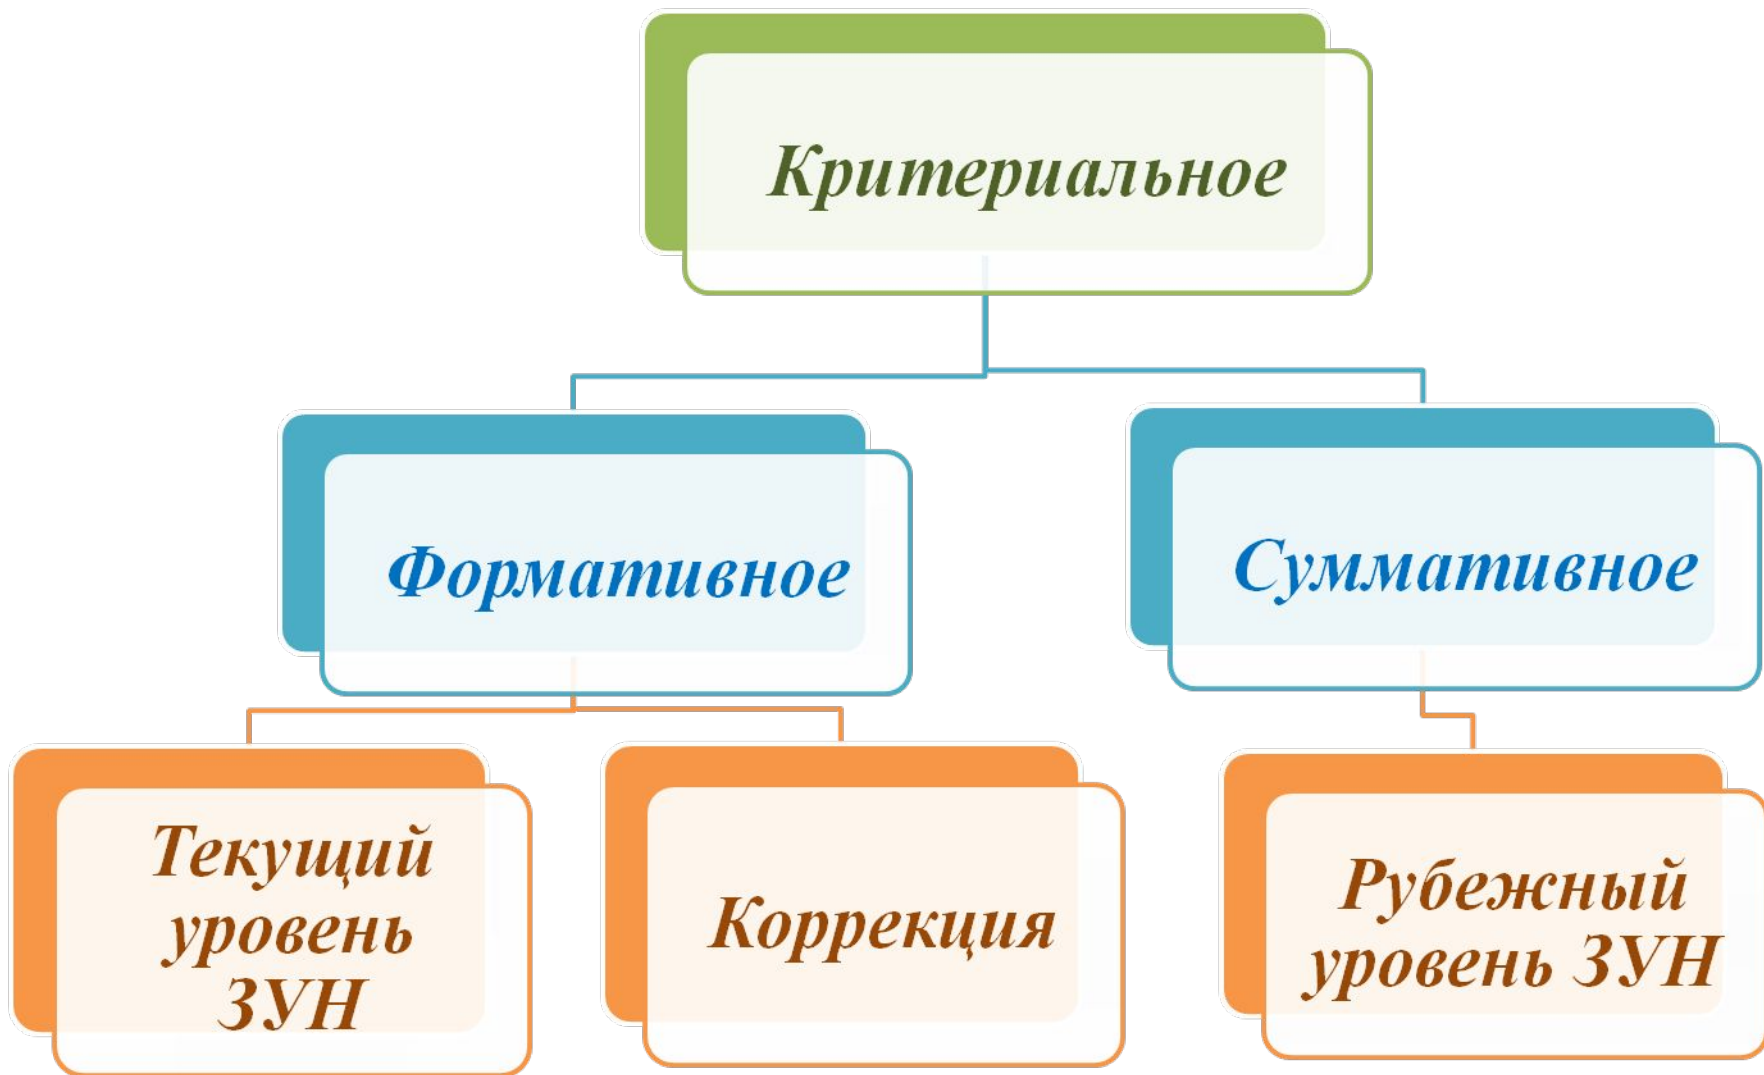 Критериальное
Формативное
Суммативное
Текущий
уровень
ЗУН
Коррекция
Рубежный
уровень ЗУН